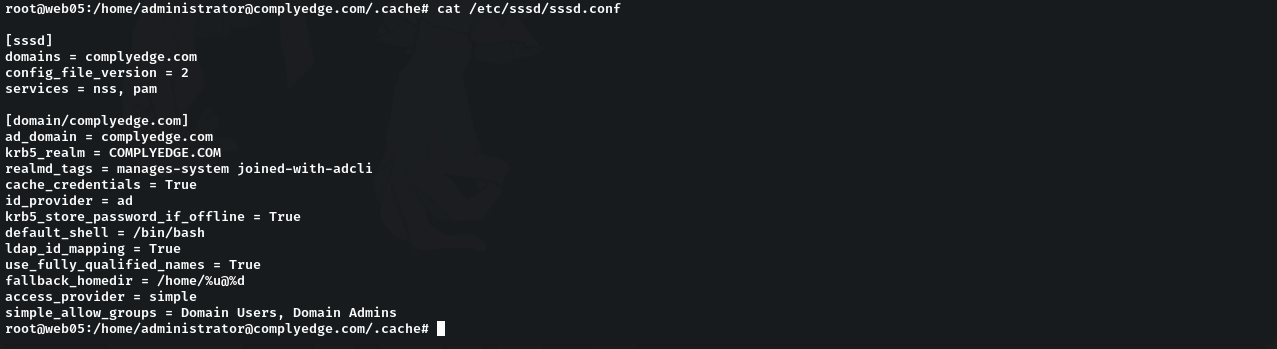 root@web05:/home/administrator@complyedge.com/.cache# cat /etc/sssd/sssd.conf
[sssd]
domains = complyedge.com
config_file_version = 2
services = nss, pam
[domain/complyedge.com]
ad_domain = complyedge.com
krb5_realm = COMPLYEDGE.COM
realmd_tags = manages-system joined-with-adcli
cache_credentials = True
id_provider = ad
krb5_store_password_if_offline = True
default_shell = /bin/bash
ldap_id_mapping = True
use_fully_qualified_names = True
fallback_homedir = /home/%u@%d
access_provider = simple
simple_allow_groups = Domain Users, Domain Admins
root@web05:/home/administrator@complyedge.com/.cache#